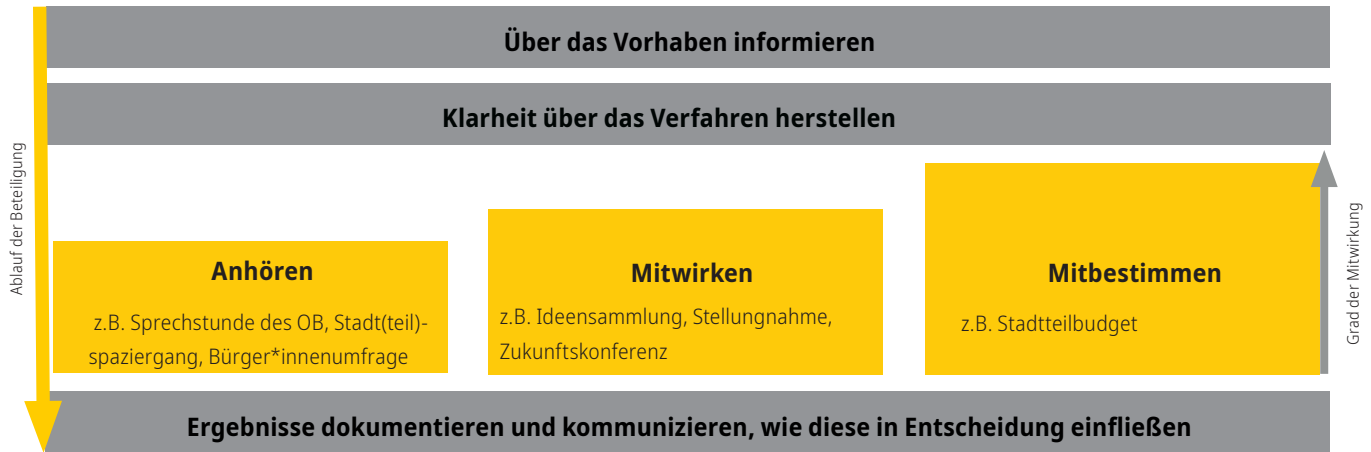 Über das Vorhaben informieren
Klarheit über das Verfahren herstellen
Ablauf der Beteiligung
Anhören
z.B. Sprechstunde des OB, Stadt(teil)-
spaziergang, Bürger*innenumfrage
Mitwirken
z.B. Ideensammlung, Stellungnahme,
Zukunftskonferenz
Mitbestimmen
z.B. Stadtteilbudget
Grad der Mitwirkung
Ergebnisse dokumentieren und kommunizieren, wie diese in Entscheidung einfließen